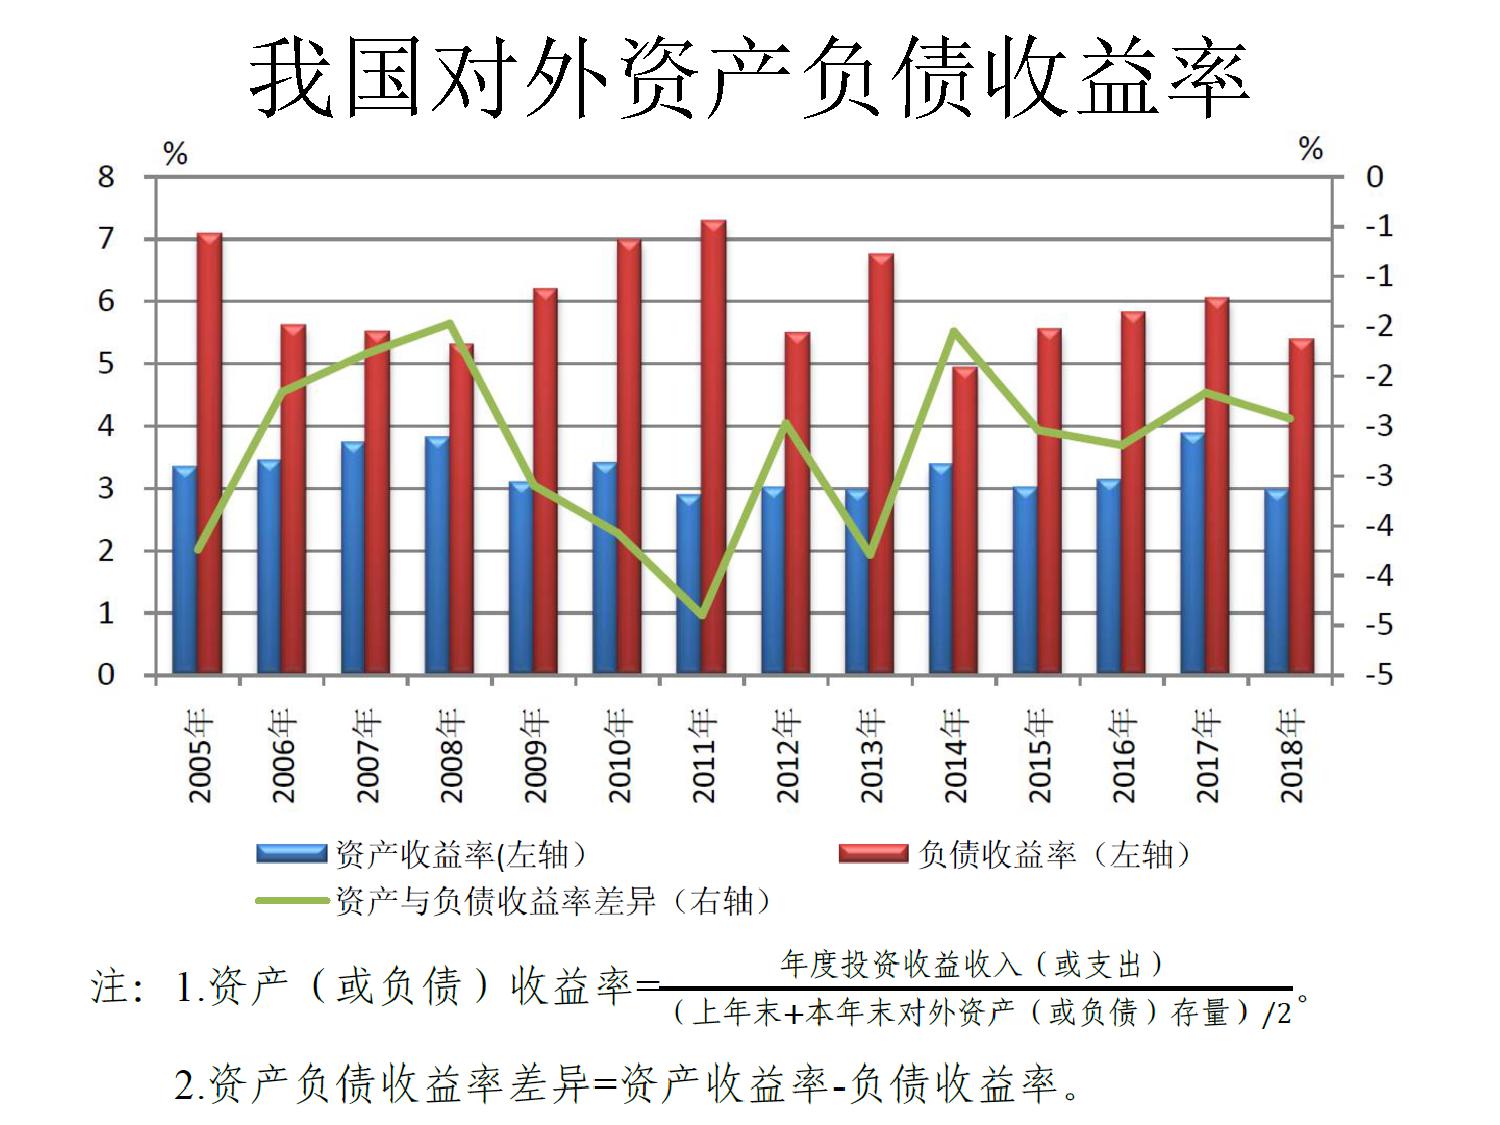 我国对外资产负债收益率
% %
8 0
7 -1
6 -1
5 -2
4 -2
3 -3
2 -3
1 -4
0 -4
-5
-5
2005年 2006年 2007年 2008年 2009年 2010年 2011年 2012年 2013年 2014年 2015年 2016年 2017年 2018年
资产收益率(左轴） 负债收益率（左轴）
资产与负债收益率差异（右轴）
年度投资收益收入（或支出）
注：1.资产（或负债）收益率=。
（上年末+本年末对外资产（或负债）存量）/2
2.资产负债收益率差异=资产收益率-负债收益率。